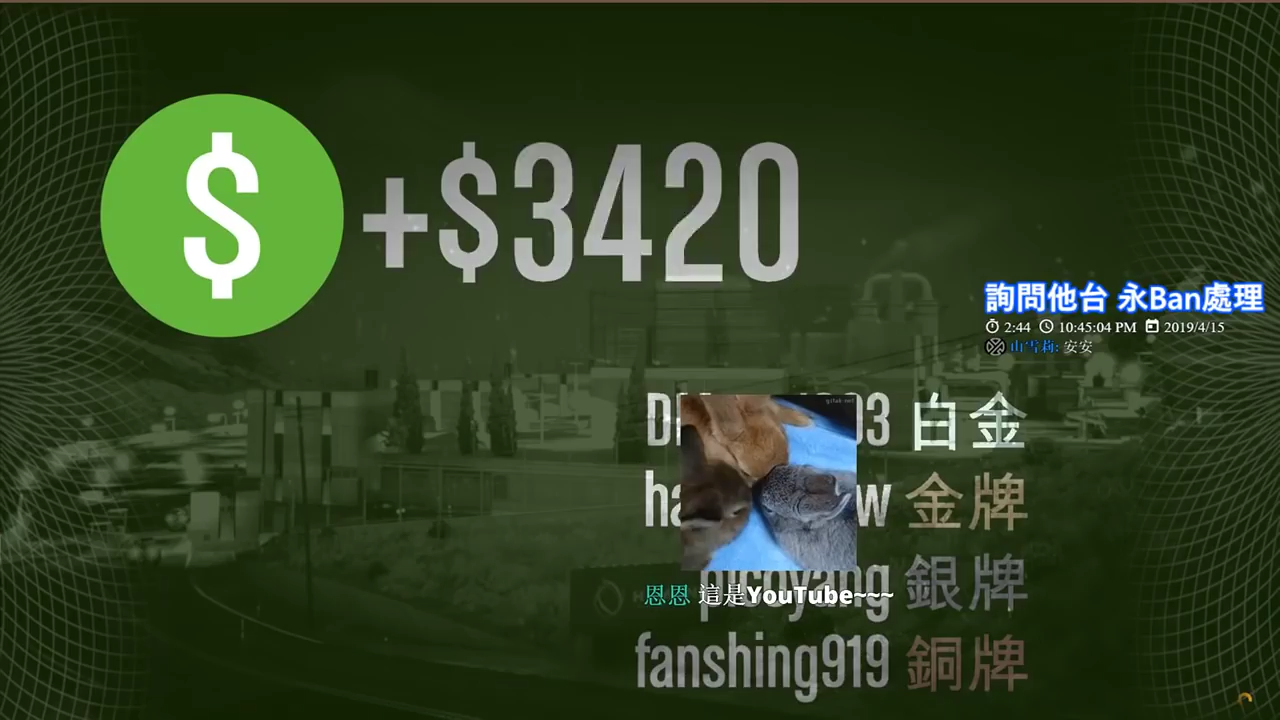 $
+$3420
詢問他台 永Ban處理
2:44 10:45:04 PM 2019/4/15
山雪莉: 安安
白金
金牌
picoyang 銀牌
恩恩 這是YouTube~~~
fanshing919 銅牌